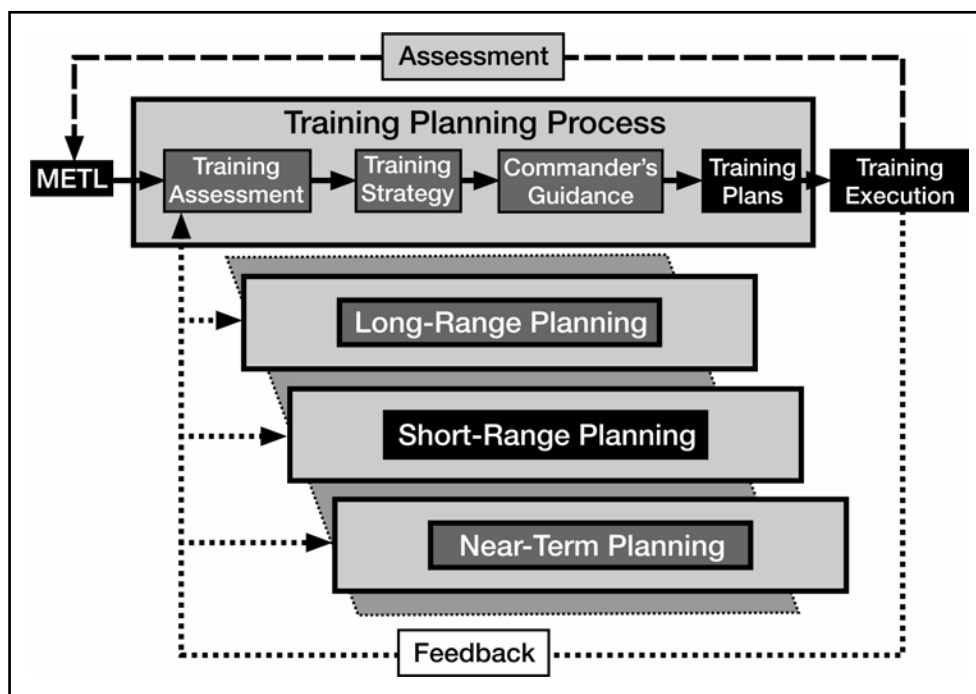 Assessment
Training Planning Process
METL
Training
Assessment
Training
Strategy
Commander's
Guidance
Training
Plans
Training
Execution
Long-Range Planning
Short-Range Planning
Near-Term Planning
Feedback